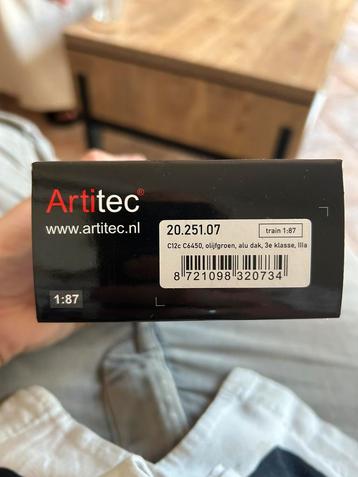 Artitec®
www.artitec.nl
20.251.07
train 1:87
C12c C6450, olijfgroen, alu dak, 3e klasse, IIIa
8 721098 320734
1:87